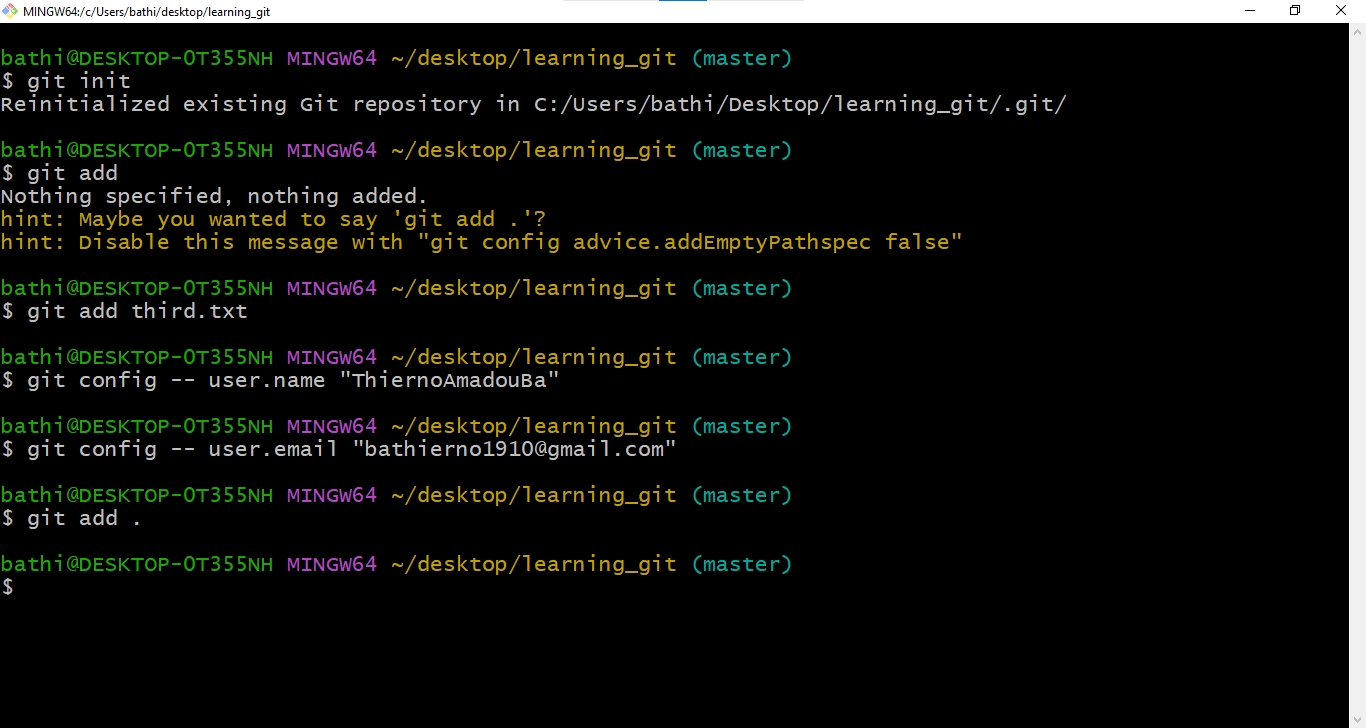 MINGW64:/c/Users/bathi/desktop/learning_git
bathi@DESKTOP-OT355NH MINGW64 ~/desktop/learning_git (master)
$ git init
Reinitialized existing Git repository in C:/Users/bathi/Desktop/learning_git/.git/
bathi@DESKTOP-OT355NH MINGW64 ~/desktop/learning_git (master)
$ git add
Nothing specified, nothing added.
hint: Maybe you wanted to say 'git add .'?
hint: Disable this message with "git config advice.addEmptyPathspec false"
bathi@DESKTOP-OT355NH MINGW64 ~/desktop/learning_git (master)
$ git add third.txt
bathi@DESKTOP-OT355NH MINGW64 ~/desktop/learning_git (master)
$ git config -- user.name "ThiernoAmadouBa"
bathi@DESKTOP-OT355NH MINGW64 ~/desktop/learning_git (master)
$ git config -- user.email "bathierno1910@gmail.com"
bathi@DESKTOP-OT355NH MINGW64 ~/desktop/learning_git (master)
$ git add .
bathi@DESKTOP-OT355NH MINGW64 ~/desktop/learning_git (master)
$